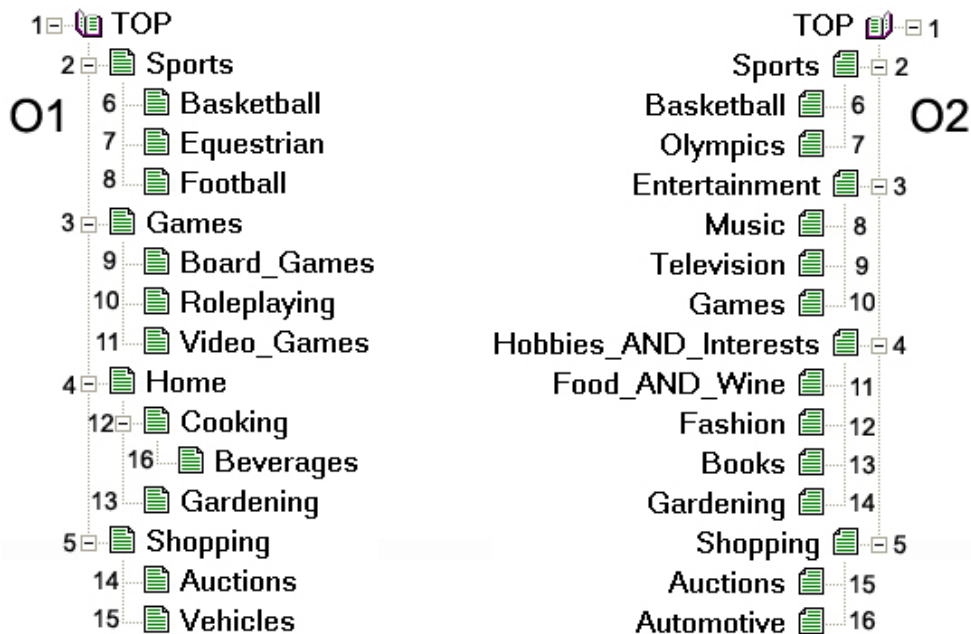 1 TOP TOP 1
2 Sports Sports 2
O1 6 Basketball Basketball 6 O2
7 Equestrian Olympics 7
8 Football Entertainment 3
3 Games Music 8
9 Board_Games Television 9
10 Roleplaying Games 10
11 Video_Games Hobbies_AND_Interests 4
4 Home Food_AND_Wine 11
12 Cooking Fashion 12
16 Beverages Books 13
13 Gardening Gardening 14
5 Shopping Shopping 5
14 Auctions Auctions 15
15 Vehicles Automotive 16